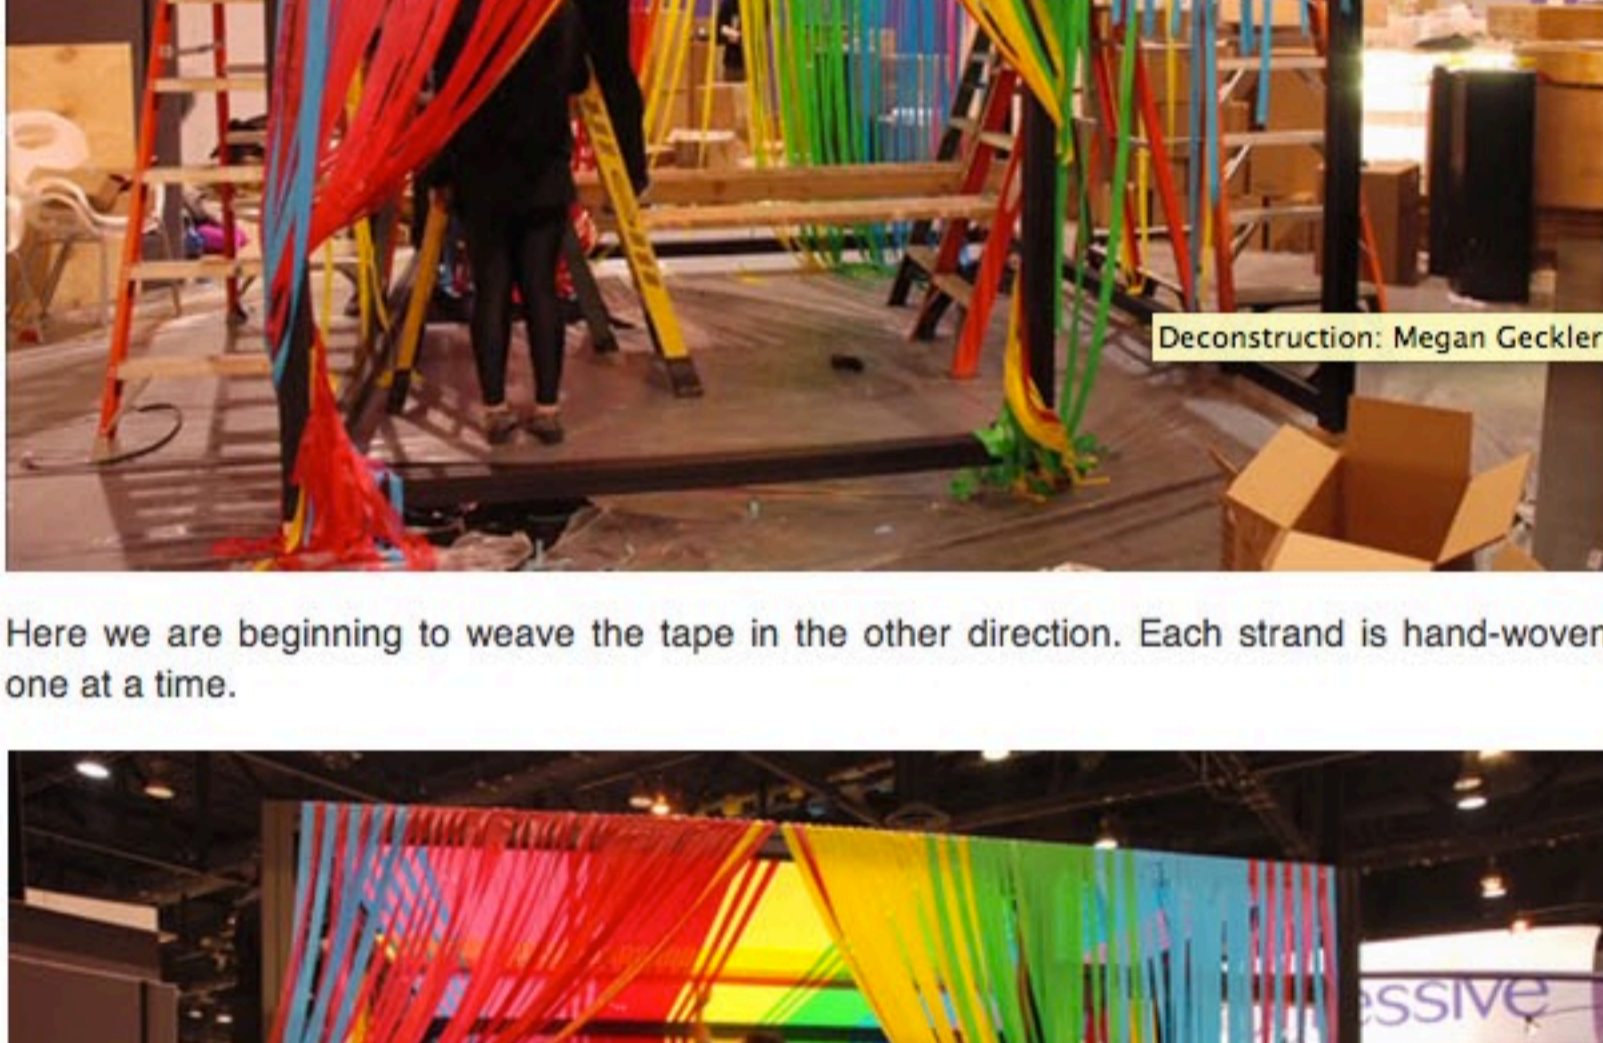 Deconstruction: Megan Geckler
Here we are beginning to weave the tape in the other direction. Each strand is hand-woven
one at a time.
essive